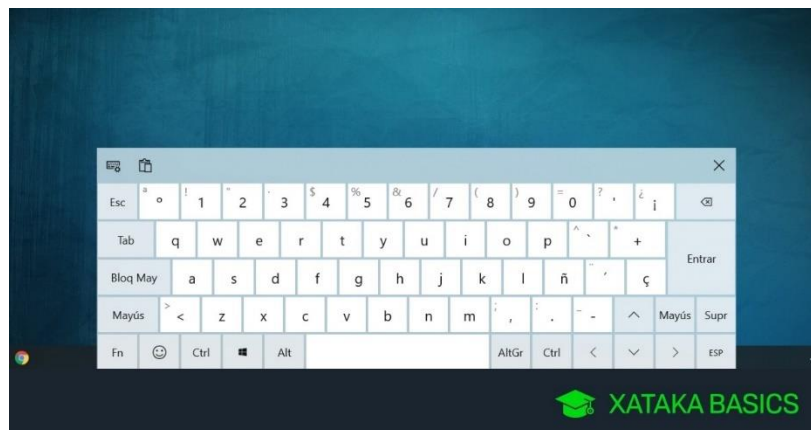 Esc ª º ! 1 " 2 · 3 $ 4 % 5 & 6 / 7 ( 8 ) 9 = 0 ? ' ¿ ¡
Tab q w e r t y u i o p ^ ` * +
Entrar
Bloq May a s d f g h j k l ñ ¨ ´ ç
Mayús > < z x c v b n m ; , : . _ - Mayús Supr
Fn Ctrl Alt AltGr Ctrl < > ESP
XATAKA BASICS